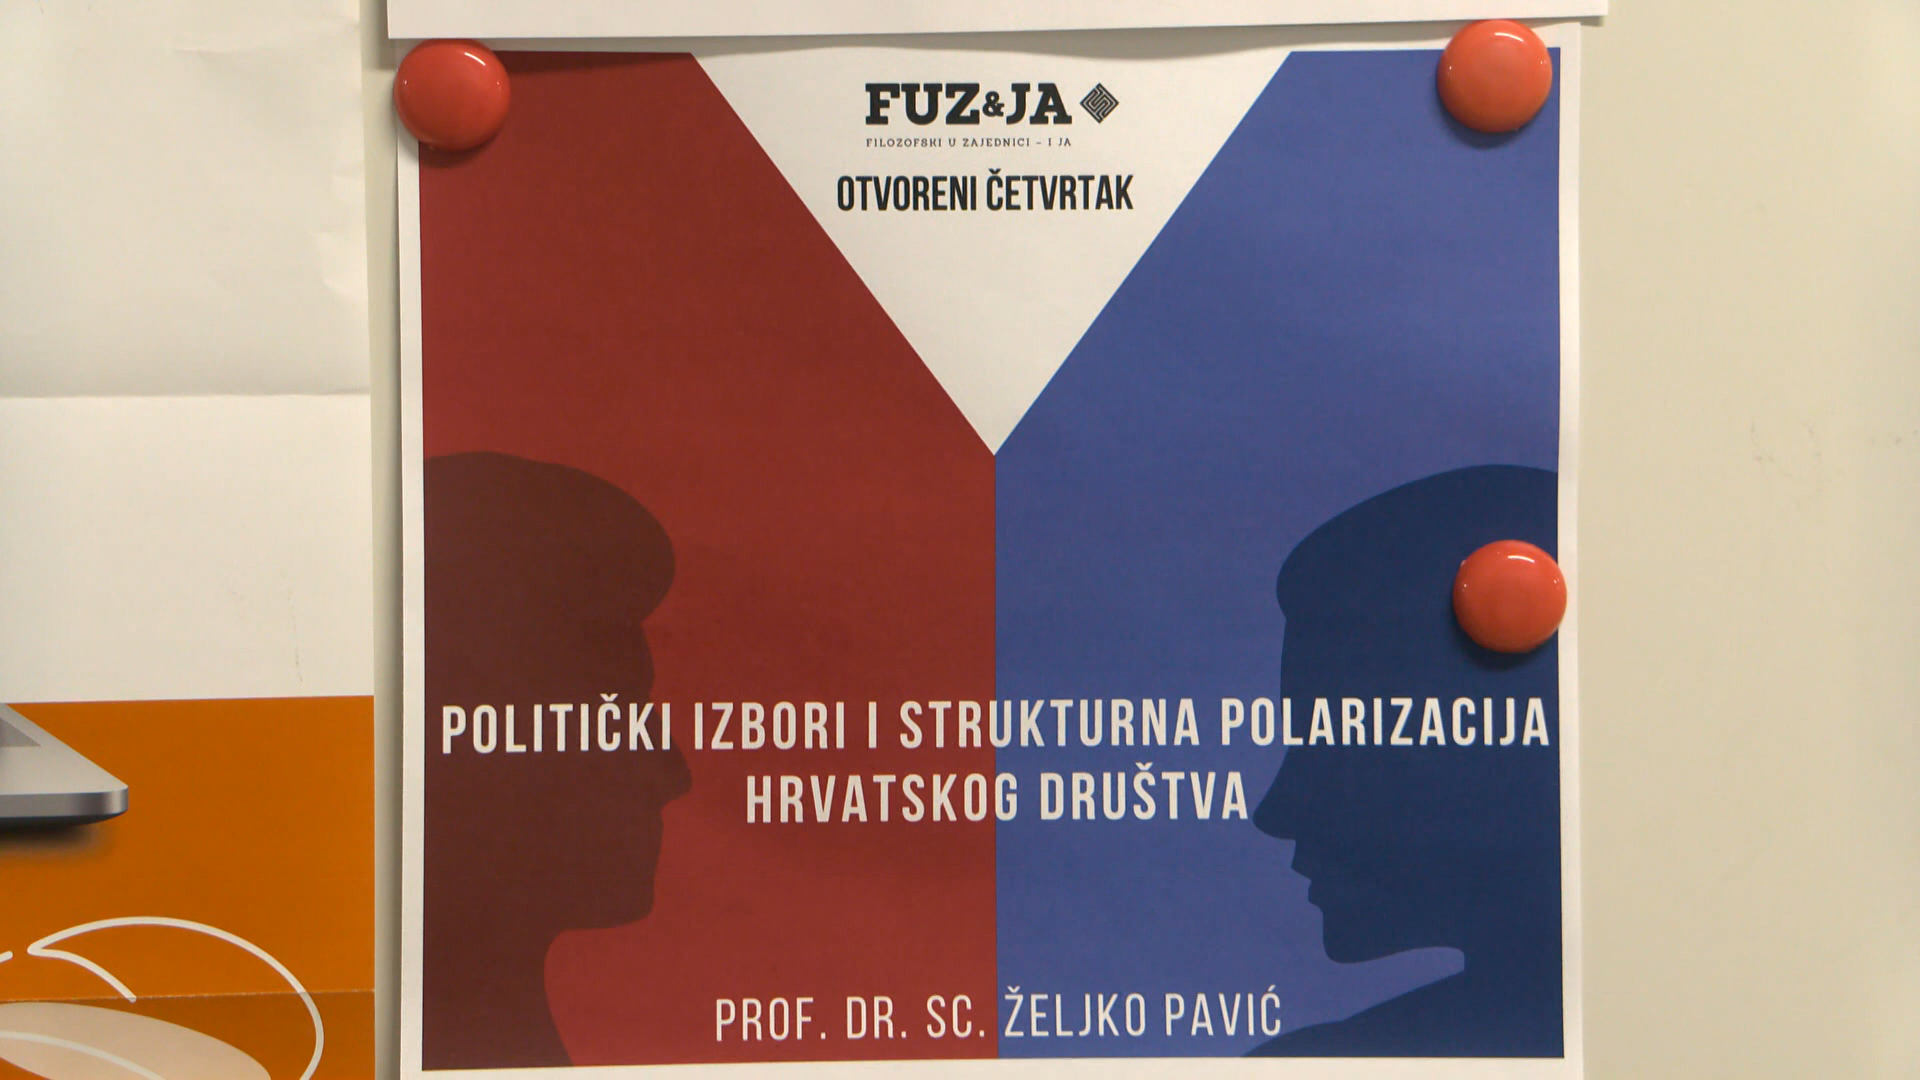 FUZ&JA
FILOZOFSKI U ZAJEDNICI – I JA
OTVORENI ČETVRTAK
POLITIČKI IZBORI I STRUKTURNA POLARIZACIJA
HRVATSKOG DRUŠTVA
PROF. DR. SC. ŽELJKO PAVIĆ